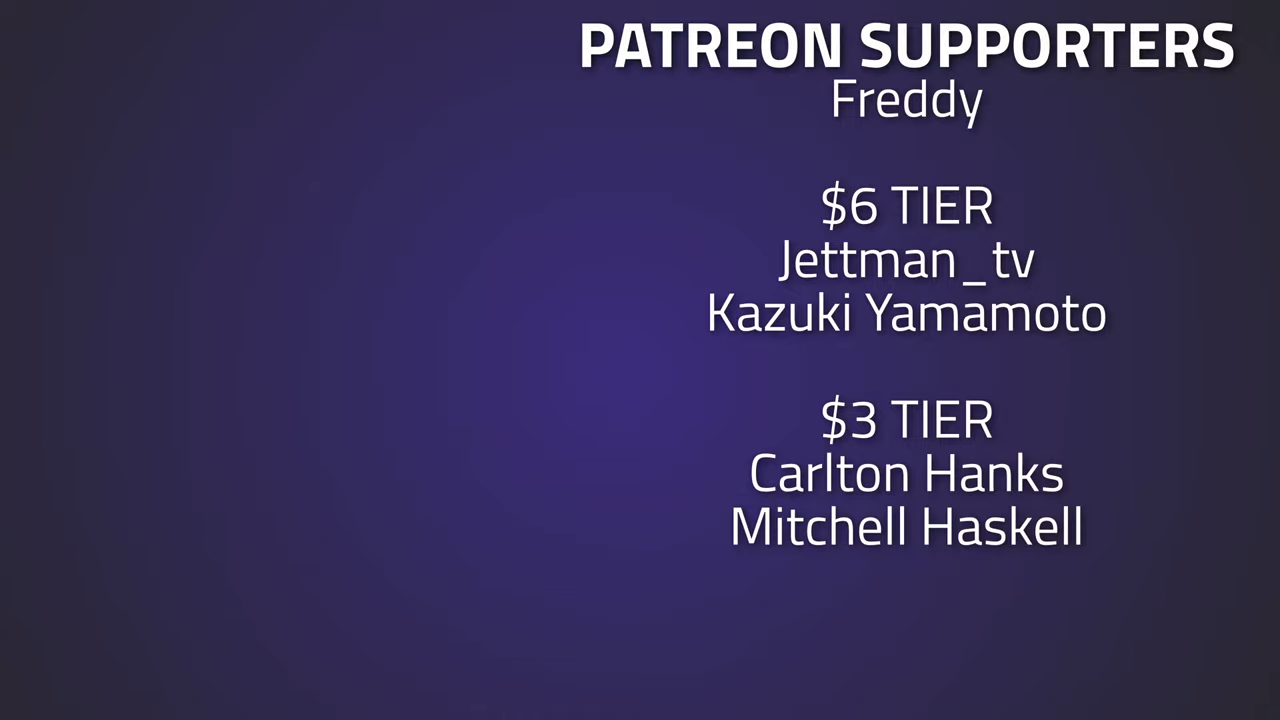 PATREON SUPPORTERS
Freddy
$6 TIER
Jettman_tv
Kazuki Yamamoto
$3 TIER
Carlton Hanks
Mitchell Haskell